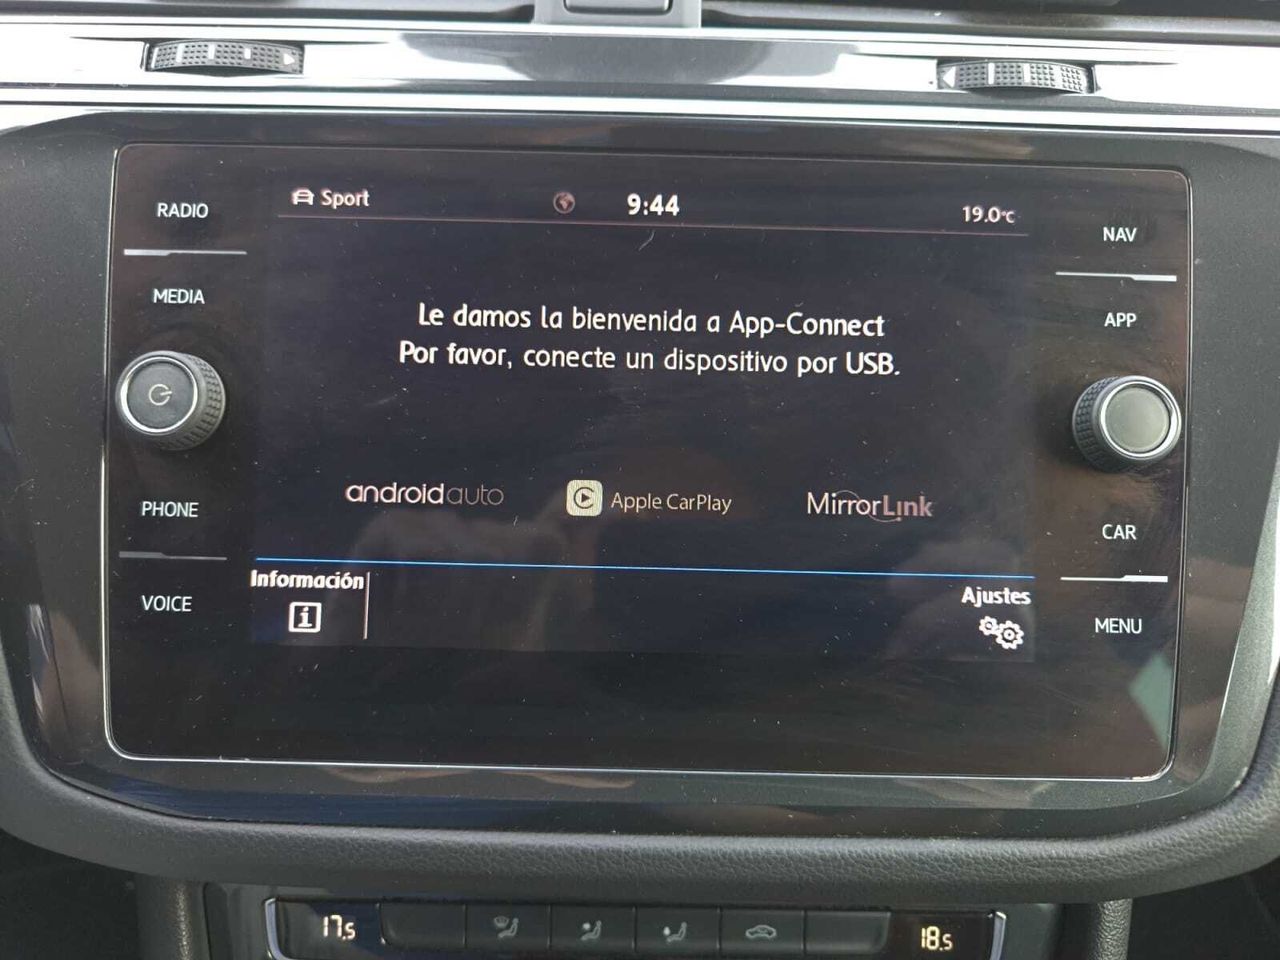 Sport 9:44 19.0°C
RADIO
MEDIA
PHONE
VOICE
Le damos la bienvenida a App-Connect
Por favor, conecte un dispositivo por USB.
androidauto Apple CarPlay MirrorLink
Información
Ajustes
NAV
APP
CAR
MENU
17.5 18.5